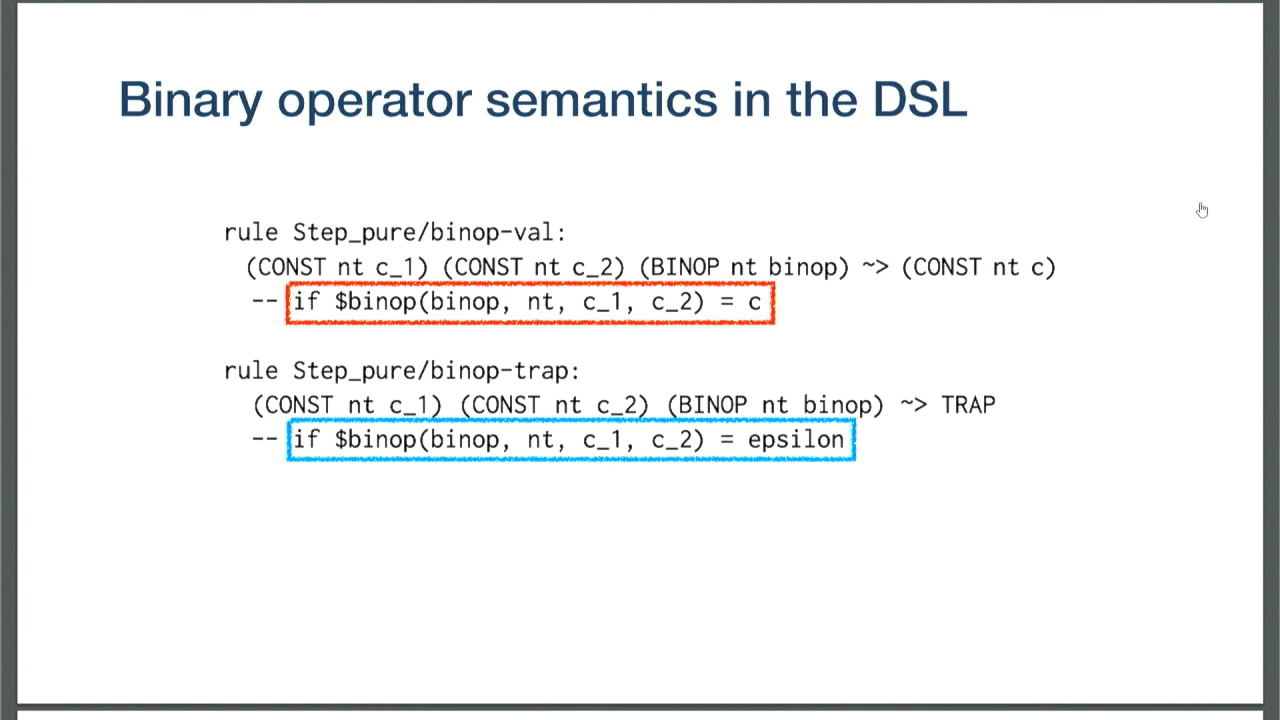 Binary operator semantics in the DSL
rule Step_pure/binop-val:
(CONST nt c_1) (CONST nt c_2) (BINOP nt binop) ~> (CONST nt c)
-- if $binop(binop, nt, c_1, c_2) = c
rule Step_pure/binop-trap:
(CONST nt c_1) (CONST nt c_2) (BINOP nt binop) ~> TRAP
-- if $binop(binop, nt, c_1, c_2) = epsilon